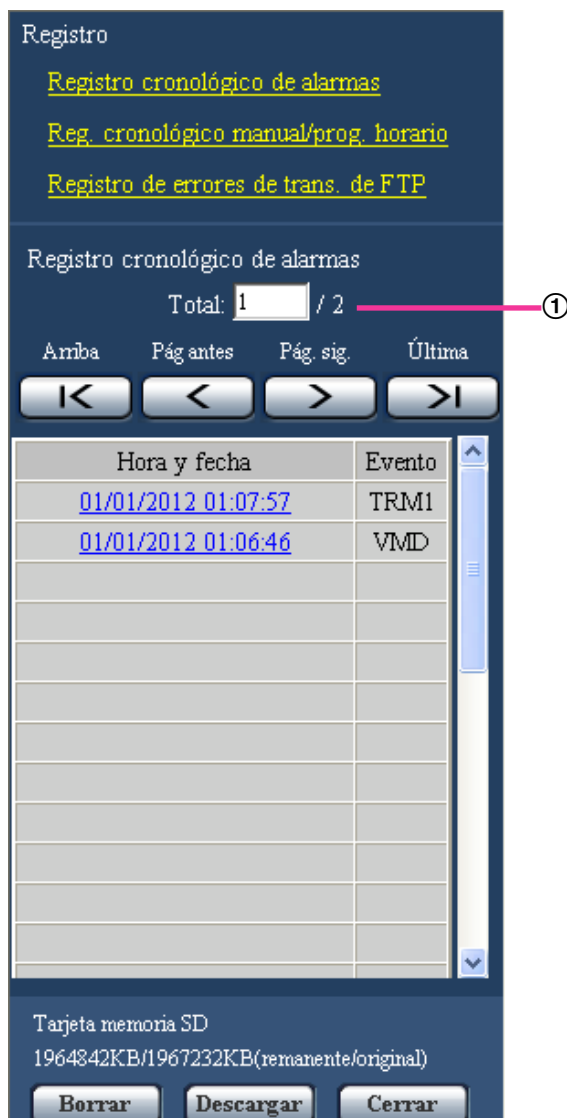 Registro
Registro cronológico de alarmas
Reg. cronológico manual/prog. horario
Registro de errores de trans. de FTP
Registro cronológico de alarmas
Total: 1 / 2
①
Arriba Pág antes Pág. sig. Última
Hora y fecha Evento
01/01/2012 01:07:57 TRM1
01/01/2012 01:06:46 VMD
Tarjeta memoria SD
1964842KB/1967232KB(remanente/original)
Borrar Descargar Cerrar